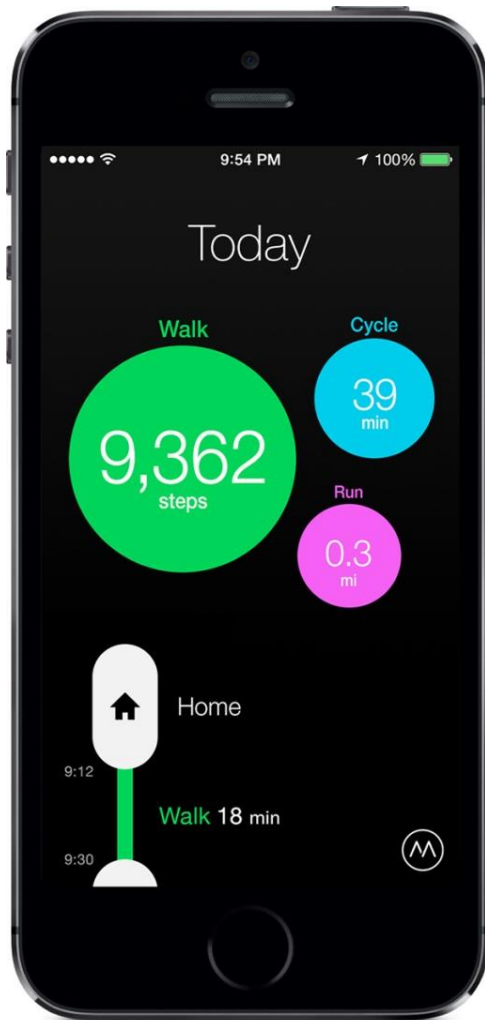 9:54 PM
100%
Today
Walk
9,362
steps
Cycle
39
min
Run
0.3
mi
Home
9:12
Walk 18 min
9:30